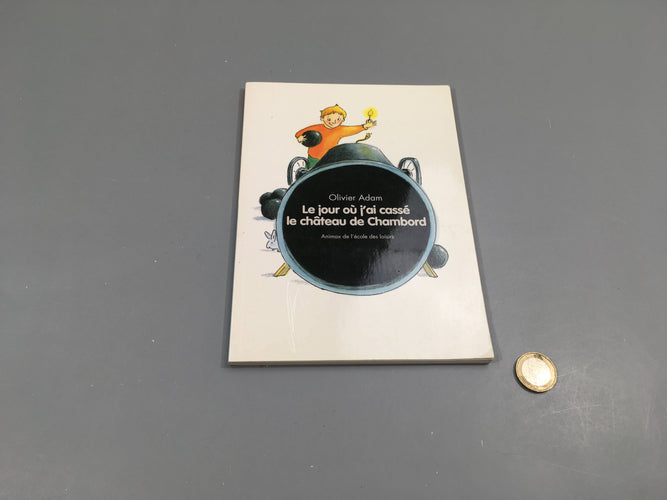 Olivier Adam
Le jour où j'ai cassé
le château de Chambord
Animax de l'école des loisirs